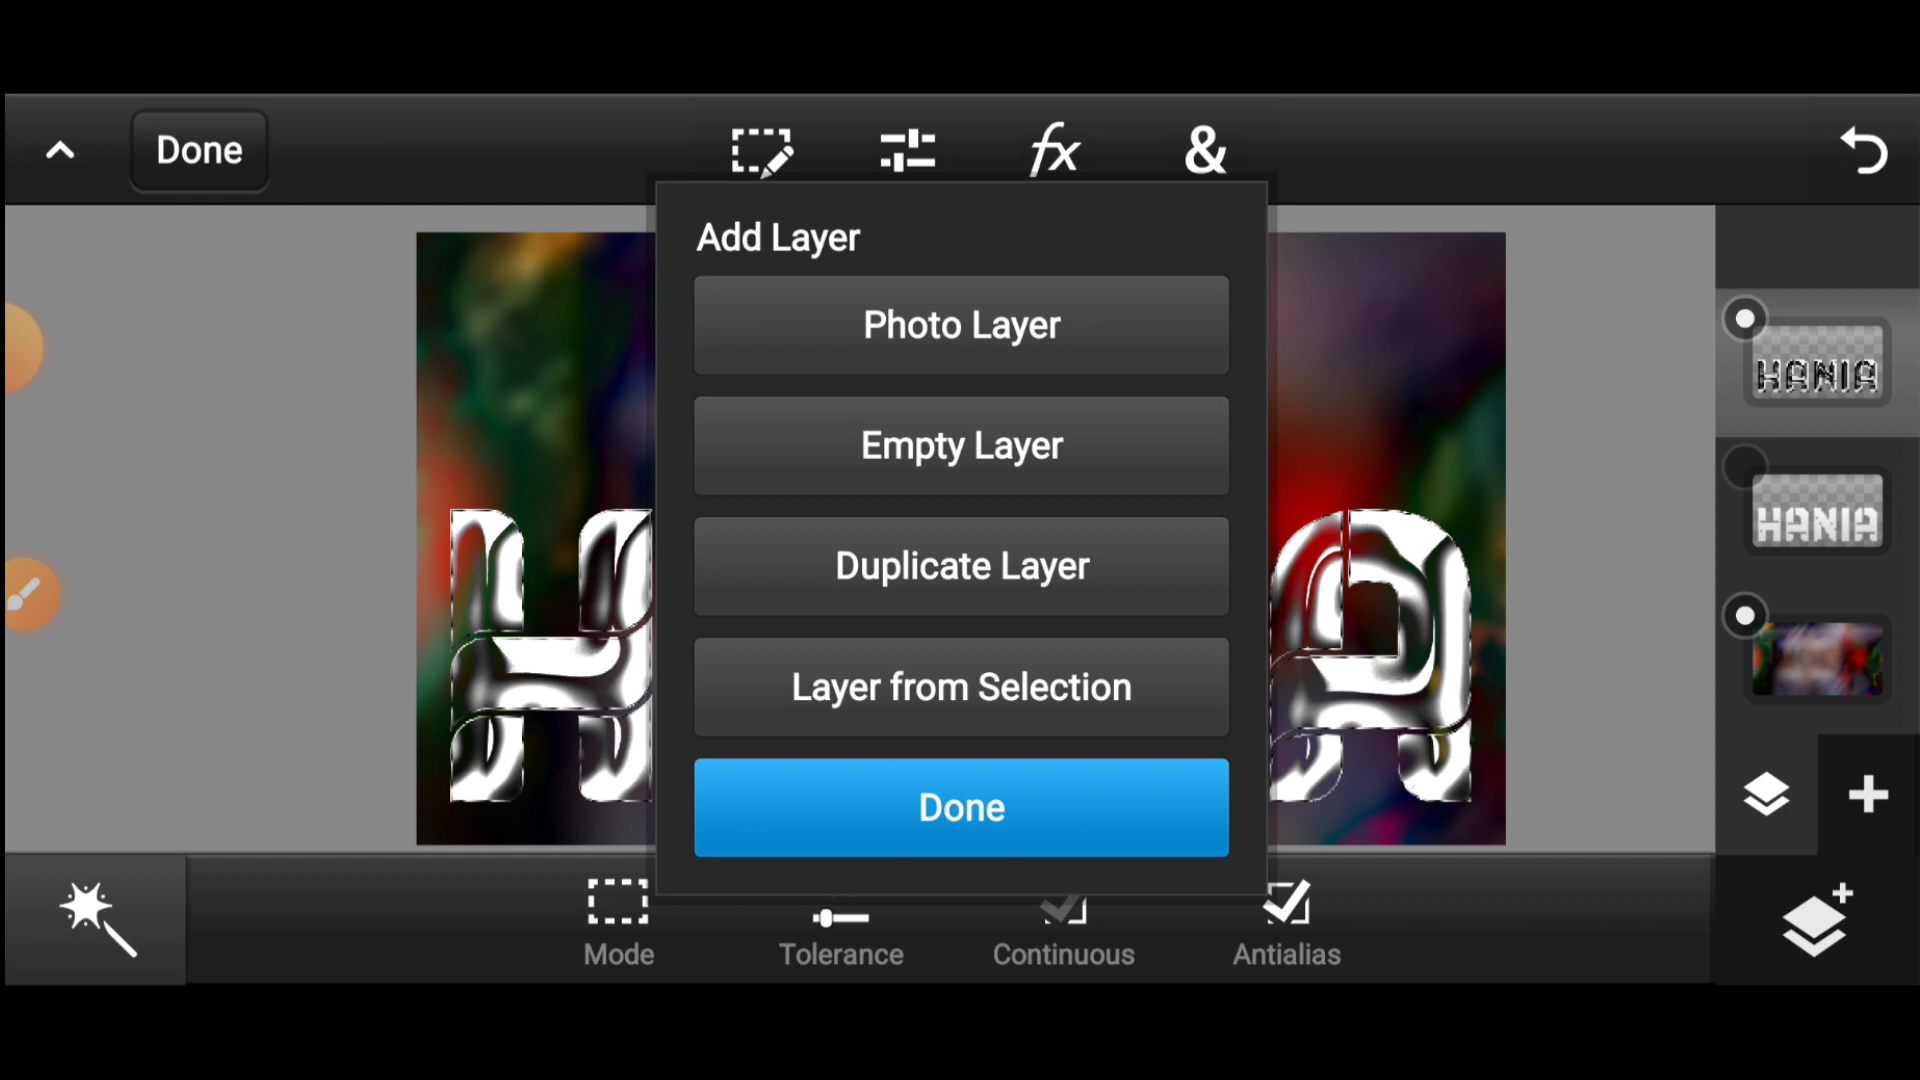 Done
fx
&
Add Layer
Photo Layer
Empty Layer
Duplicate Layer
Layer from Selection
Done
HANIA
HANIA
Mode
Tolerance
Continuous
Antialias